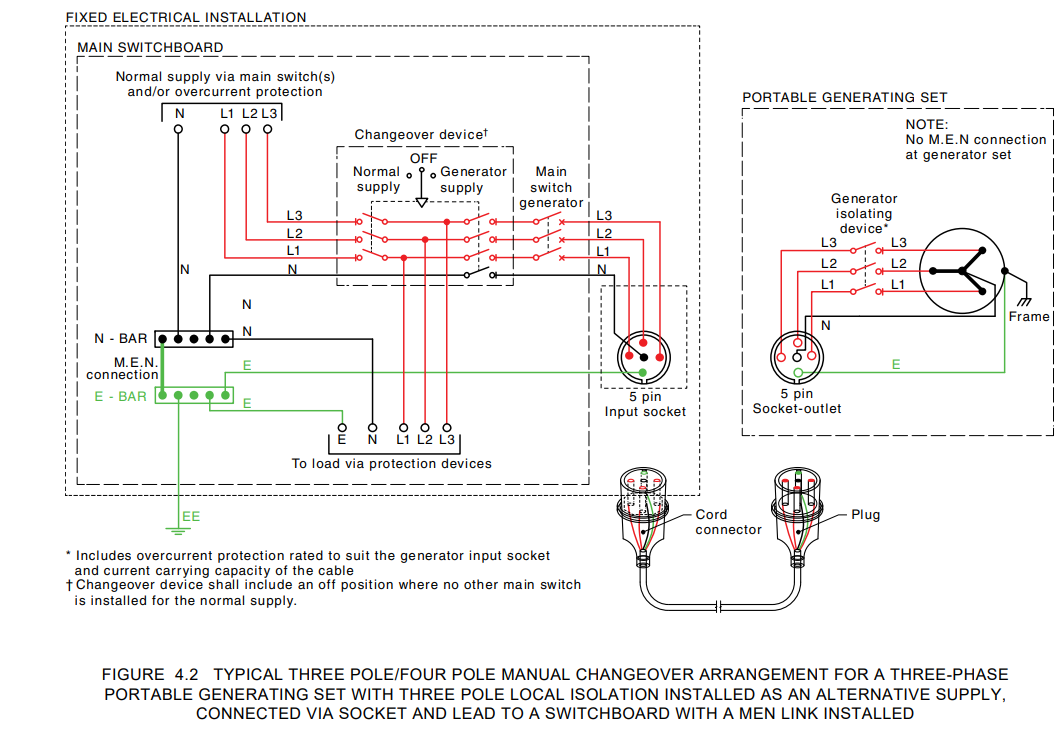 FIXED ELECTRICAL INSTALLATION
MAIN SWITCHBOARD
Normal supply via main switch(s)
and/or overcurrent protection
N L1 L2 L3
Changeover device†
OFF
Normal
supply
Generator
supply
Main
switch
generator
L3 L3
L2 L2
L1 L1
N N N
N
N - BAR N
M.E.N.
connection
E
E - BAR
E
E N L1 L2 L3
To load via protection devices
EE
5 pin
Input socket
PORTABLE GENERATING SET
NOTE:
No M.E.N connection
at generator set
Generator
isolating
device*
L3 L3
L2 L2
L1 L1
N
Frame
E
5 pin
Socket-outlet
Cord
connector
Plug
* Includes overcurrent protection rated to suit the generator input socket
and current carrying capacity of the cable
† Changeover device shall include an off position where no other main switch
is installed for the normal supply.
FIGURE 4.2 TYPICAL THREE POLE/FOUR POLE MANUAL CHANGEOVER ARRANGEMENT FOR A THREE-PHASE
PORTABLE GENERATING SET WITH THREE POLE LOCAL ISOLATION INSTALLED AS AN ALTERNATIVE SUPPLY,
CONNECTED VIA SOCKET AND LEAD TO A SWITCHBOARD WITH A MEN LINK INSTALLED